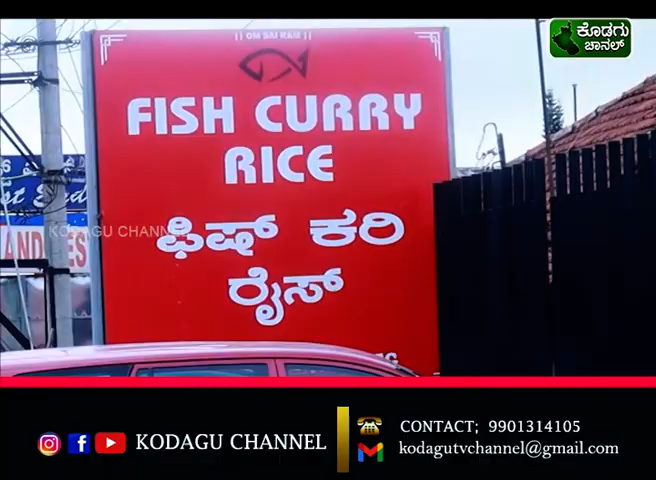 || OM SAI RAM ||
ಕೊಡಗು
ಚಾನಲ್
FISH CURRY
RICE
KODAGU CHANNEL
ಫಿಷ್ ಕರಿ
ರೈಸ್
KODAGU CHANNEL
CONTACT; 9901314105
kodagutvchannel@gmail.com